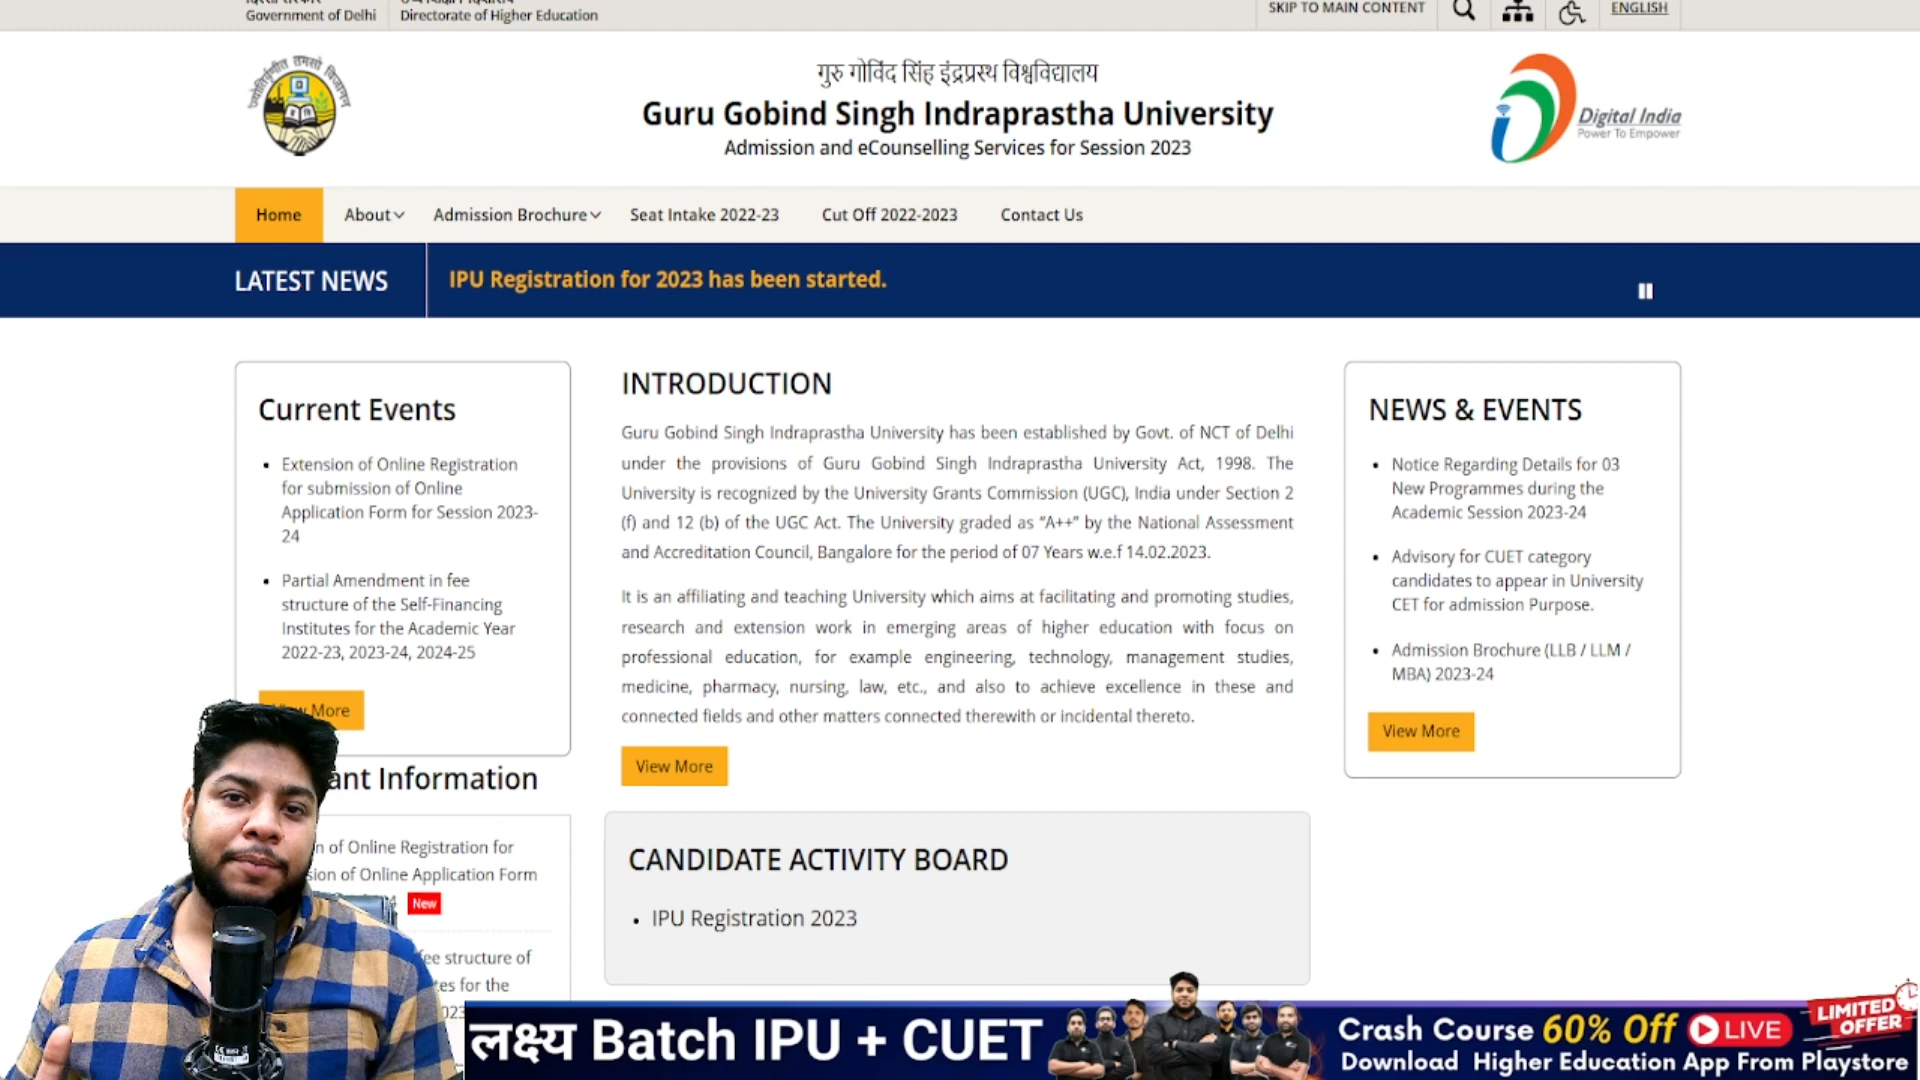 Government of Delhi
Directorate of Higher Education
SKIP TO MAIN CONTENT
ENGLISH
ज्योतिर्वृणीत तमसो विजानन
गुरु गोविंद सिंह इंद्रप्रस्थ विश्वविद्यालय
Guru Gobind Singh Indraprastha University
Admission and eCounselling Services for Session 2023
Digital India
Power To Empower
Home
About
Admission Brochure
Seat Intake 2022-23
Cut Off 2022-2023
Contact Us
LATEST NEWS
IPU Registration for 2023 has been started.
Current Events
Extension of Online Registration
for submission of Online
Application Form for Session 2023-
24
Partial Amendment in fee
structure of the Self-Financing
Institutes for the Academic Year
2022-23, 2023-24, 2024-25
More
ant Information
n of Online Registration for
sion of Online Application Form
New
fee structure of
tes for the
023
INTRODUCTION
Guru Gobind Singh Indraprastha University has been established by Govt. of NCT of Delhi
under the provisions of Guru Gobind Singh Indraprastha University Act, 1998. The
University is recognized by the University Grants Commission (UGC), India under Section 2
(f) and 12 (b) of the UGC Act. The University graded as “A++” by the National Assessment
and Accreditation Council, Bangalore for the period of 07 Years w.e.f 14.02.2023.
It is an affiliating and teaching University which aims at facilitating and promoting studies,
research and extension work in emerging areas of higher education with focus on
professional education, for example engineering, technology, management studies,
medicine, pharmacy, nursing, law, etc., and also to achieve excellence in these and
connected fields and other matters connected therewith or incidental thereto.
View More
CANDIDATE ACTIVITY BOARD
IPU Registration 2023
NEWS & EVENTS
Notice Regarding Details for 03
New Programmes during the
Academic Session 2023-24
Advisory for CUET category
candidates to appear in University
CET for admission Purpose.
Admission Brochure (LLB / LLM /
MBA) 2023-24
View More
लक्ष्य Batch IPU + CUET
Crash Course 60% Off LIVE
Download Higher Education App From Playstore
LIMITED
OFFER